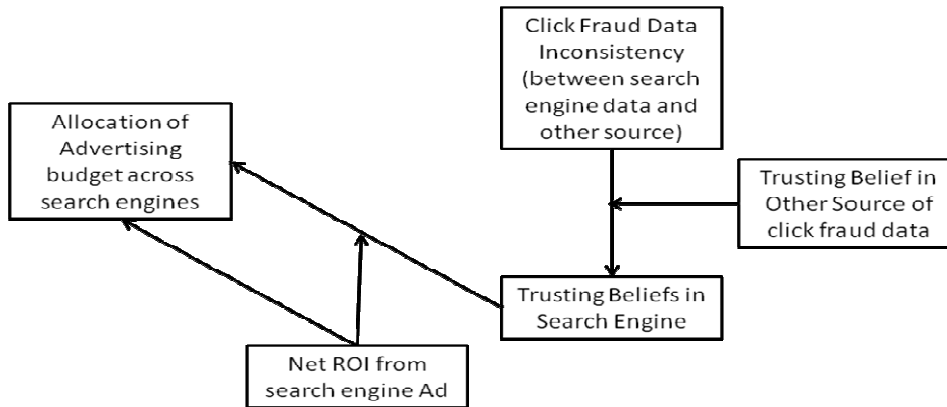 Click Fraud Data
Inconsistency
(between search
engine data and
other source)
Allocation of
Advertising
budget across
search engines
Trusting Belief in
Other Source of
click fraud data
Trusting Beliefs in
Search Engine
Net ROI from
search engine Ad